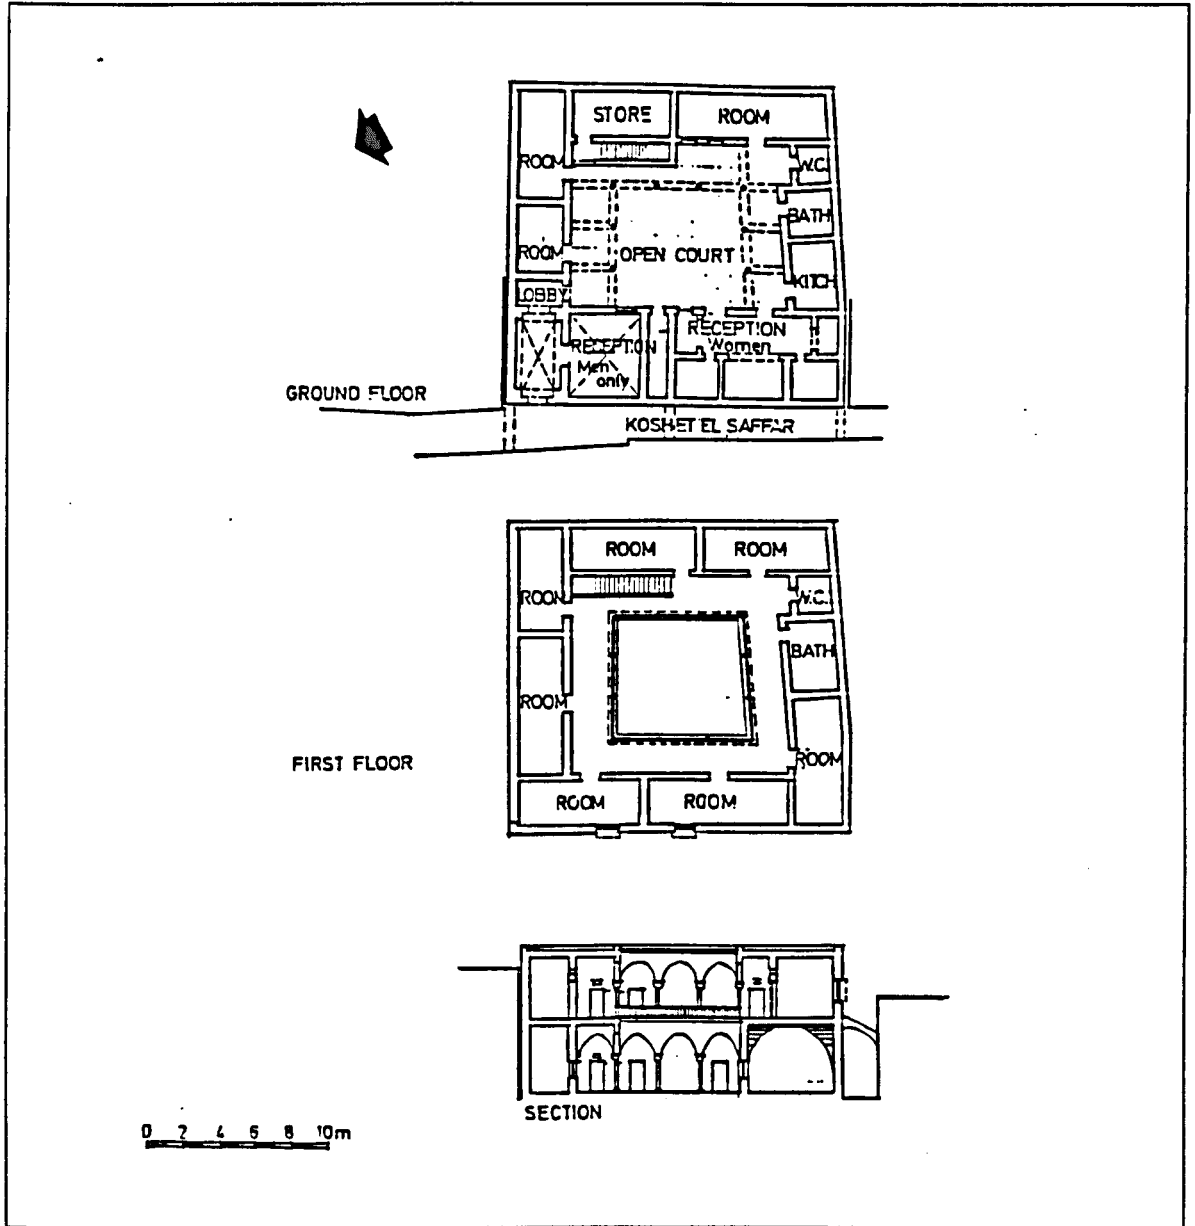 STORE
ROOM
ROOM
W.C.
BATH
ROOM
OPEN COURT
KITCH
LOBBY
RECEPTION
Women
RECEPTION
Men
only
GROUND FLOOR
KOSHET EL SAFFAR
ROOM
ROOM
ROOM
W.C.
BATH
ROOM
ROOM
FIRST FLOOR
ROOM
ROOM
SECTION
0 2 4 6 8 10m